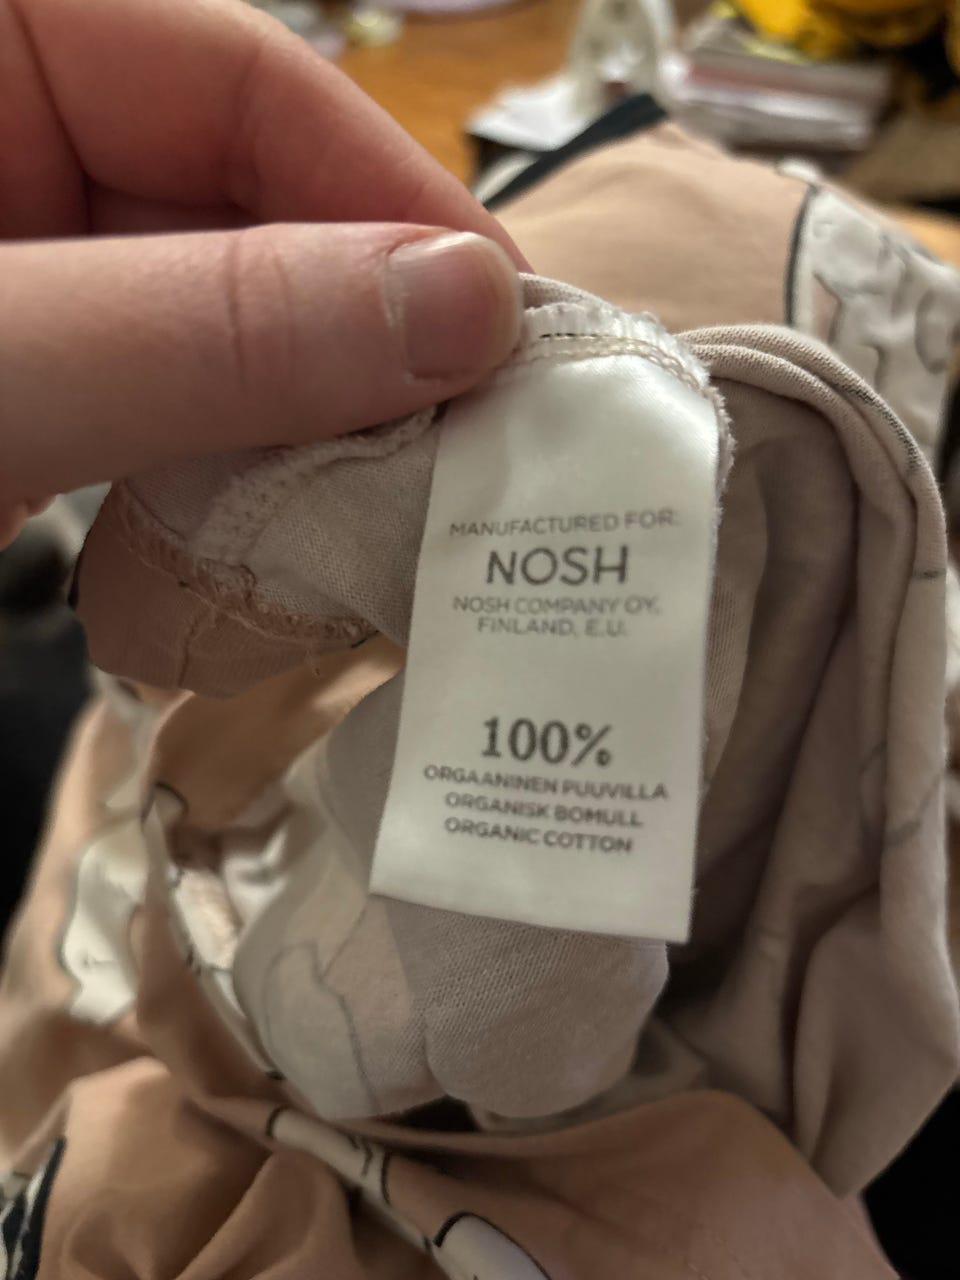 MANUFACTURED FOR:
NOSH
NOSH COMPANY OY,
FINLAND, E.U.
100%
ORGAANINEN PUUVILLA
ORGANISK BOMULL
ORGANIC COTTON